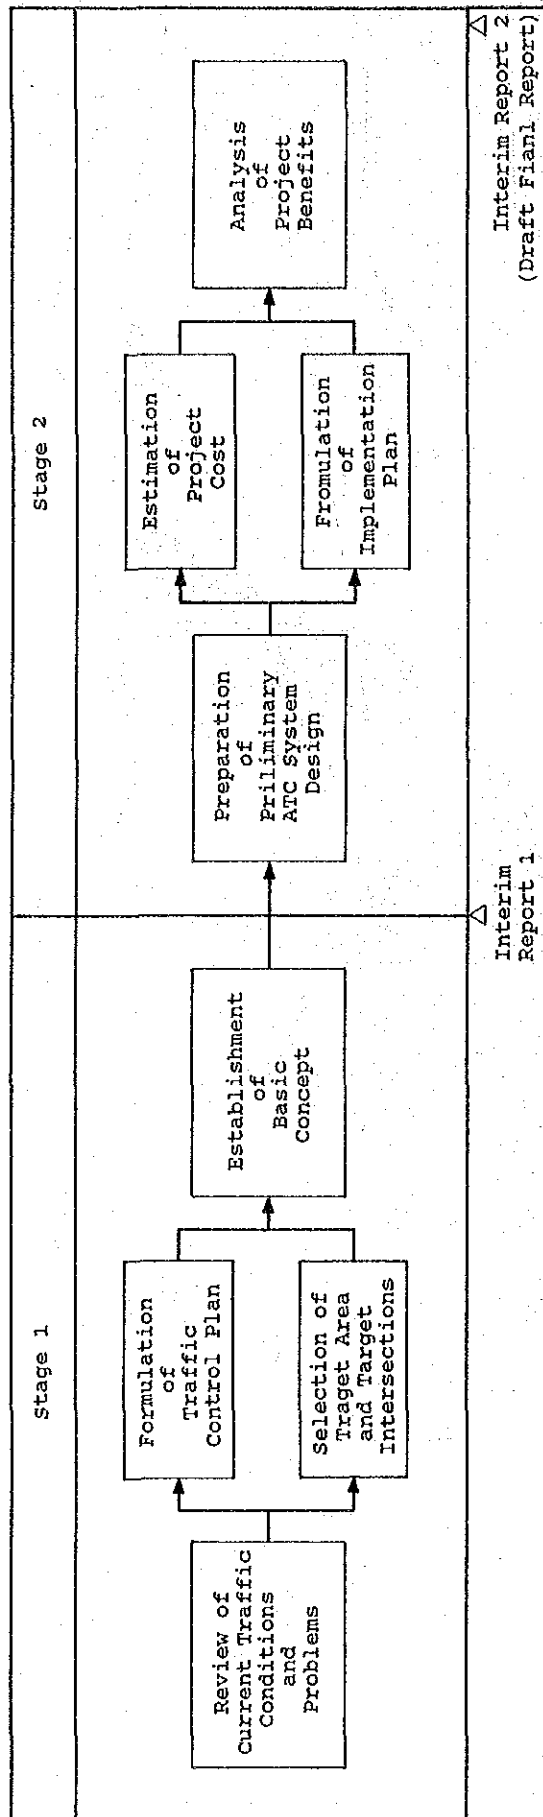 Stage 1
Stage 2
Review of
Current Traffic
Conditions
and
Problems
Formulation
of
Traffic
Control Plan
Selection of
Traget Area
and Target
Intersections
Establishment
of
Basic
Concept
Preparation
of
Priliminary
ATC System
Design
Estimation
of
Project
Cost
Fromulation
of
Implementation
Plan
Analysis
of
Project
Benefits
Interim
Report 1
Interim Report 2
(Draft Fianl Report)